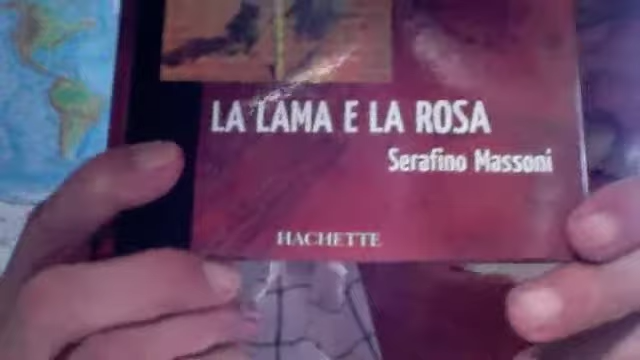 LA LAMA E LA ROSA
Serafino Massoni
HACHETTE